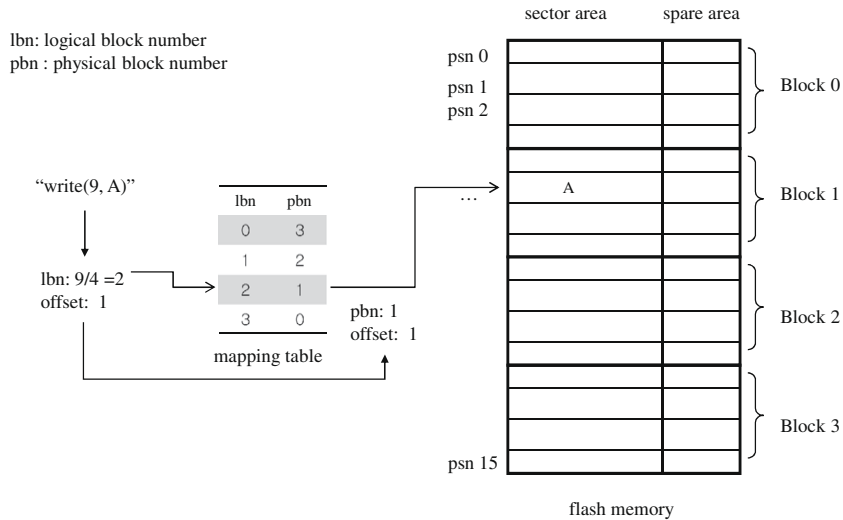 sector area
spare area
lbn: logical block number
pbn : physical block number
psn 0
psn 1
psn 2
Block 0
“write(9, A)”
lbn pbn
0 3
1 2
2 1
3 0
mapping table
lbn: 9/4 =2
offset: 1
pbn: 1
offset: 1
...
A
Block 1
Block 2
Block 3
psn 15
flash memory